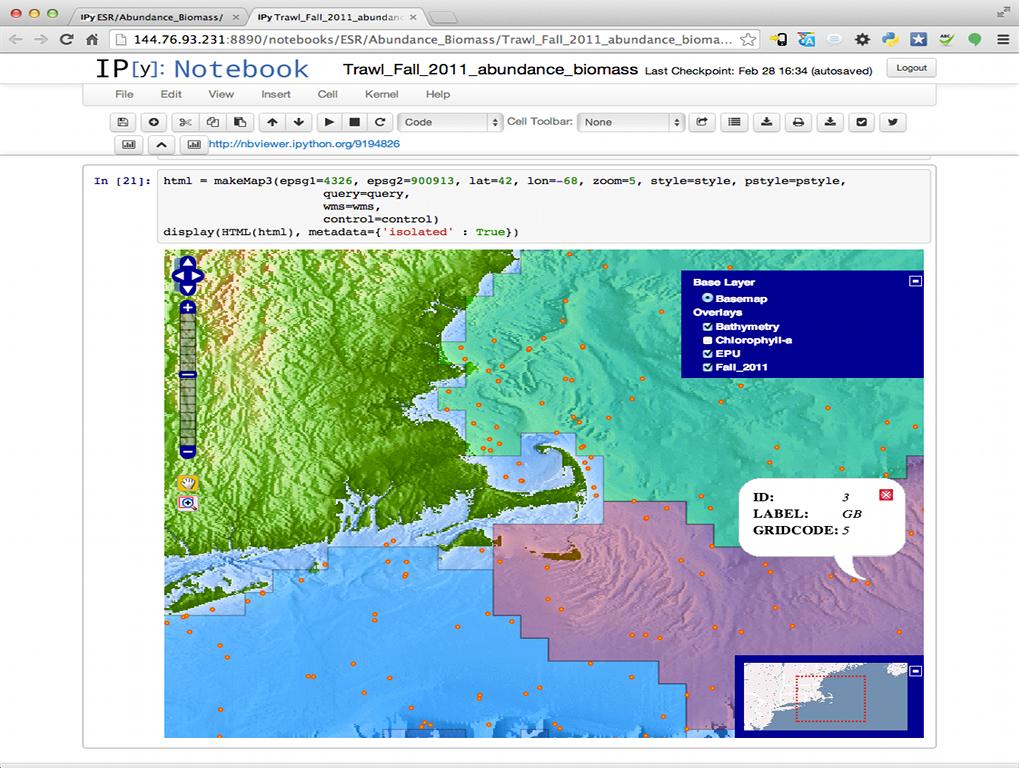 IPy ESR/Abundance_Biomass/
IPy Trawl_Fall_2011_abundanc
144.76.93.231:8890/notebooks/ESR/Abundance_Biomass/Trawl_Fall_2011_abundance_bioma...
IP[y]: Notebook
Trawl_Fall_2011_abundance_biomass Last Checkpoint: Feb 28 16:34 (autosaved)
Logout
File Edit View Insert Cell Kernel Help
Code
Cell Toolbar: None
http://nbviewer.ipython.org/9194826
In [21]: html = makeMap3(epsg1=4326, epsg2=900913, lat=42, lon=-68, zoom=5, style=style, pstyle=pstyle,
query=query,
wms=wms,
control=control)
display(HTML(html), metadata={'isolated' : True})
Base Layer
Basemap
Overlays
Bathymetry
Chlorophyll-a
EPU
Fall_2011
ID: 3
LABEL: GB
GRIDCODE: 5